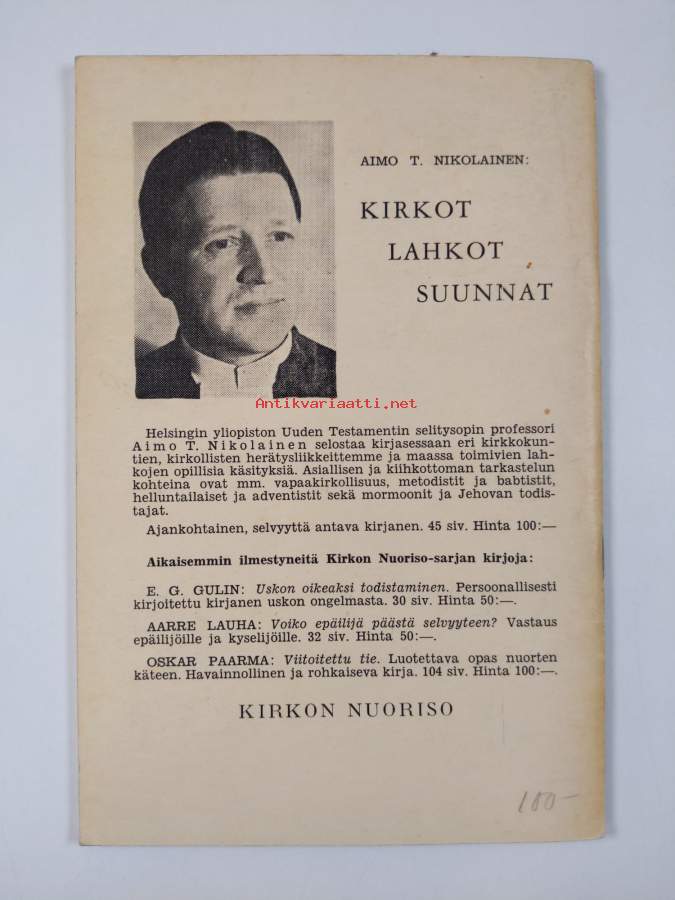 AIMO T. NIKOLAINEN:
KIRKOT
LAHKOT
SUUNNAT
Antikvariaatti.net
Helsingin yliopiston Uuden Testamentin selitysopin professori
Aimo T. Nikolainen selostaa kirjasessaan eri kirkkokun-
tien, kirkollisten herätysliikkeittemme ja maassa toimivien lah-
kojen opillisia käsityksiä. Asiallisen ja kiihkottoman tarkastelun
kohteina ovat mm. vapaakirkollisuus, metodistit ja babtistit,
helluntailaiset ja adventistit sekä mormoonit ja Jehovan todis-
tajat.
Ajankohtainen, selvyyttä antava kirjanen. 45 siv. Hinta 100:—
Aikaisemmin ilmestyneitä Kirkon Nuoriso-sarjan kirjoja:
E. G. GULIN: Uskon oikeaksi todistaminen. Persoonallisesti
kirjoitettu kirjanen uskon ongelmasta. 30 siv. Hinta 50:—.
AARRE LAUHA: Voiko epäilijä päästä selvyyteen? Vastaus
epäilijöille ja kyselijöille. 32 siv. Hinta 50:—.
OSKAR PAARMA: Viitoitettu tie. Luotettava opas nuorten
käteen. Havainnollinen ja rohkaiseva kirja. 104 siv. Hinta 100:—.
KIRKON NUORISO
100-